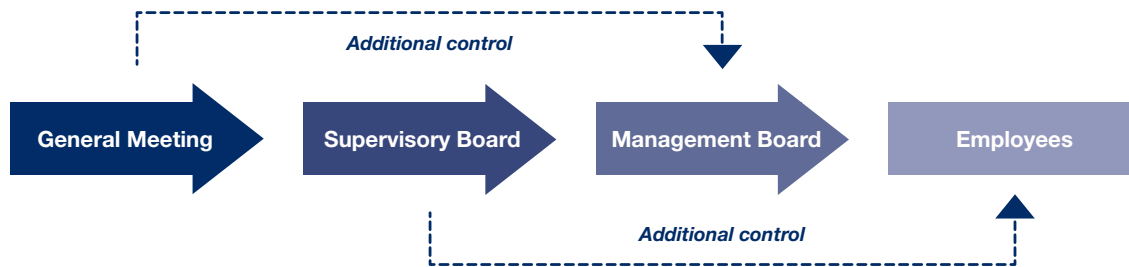 Additional control
General Meeting
Supervisory Board
Management Board
Employees
Additional control